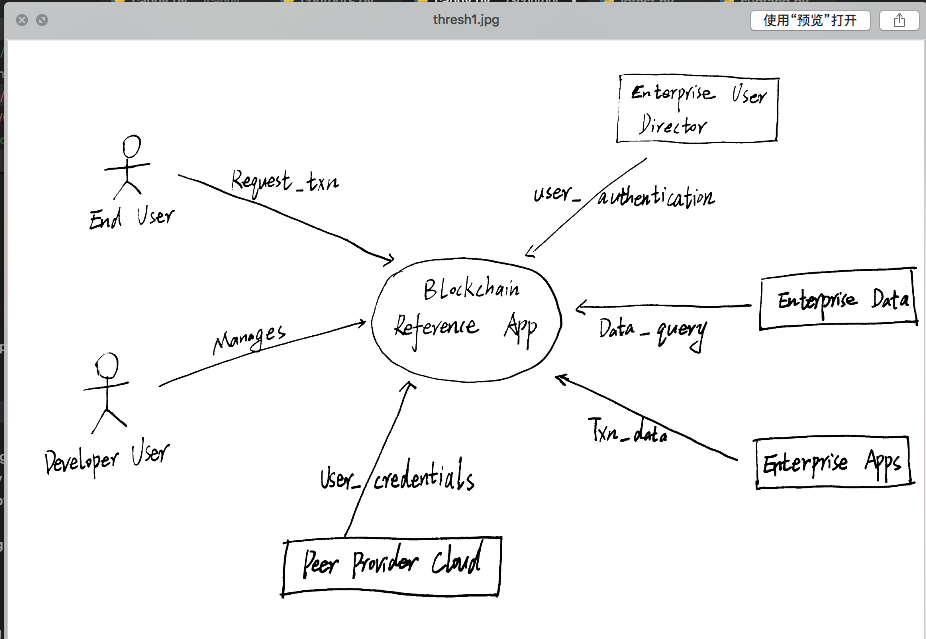 thresh1.jpg
使用“预览”打开
Enterprise User
Director
Request_txn
user_authentication
End User
Blockchain
Reference App
Enterprise Data
Data_query
Manages
Txn_data
Developer User
Enterprise Apps
User_credentials
Peer Provider Cloud